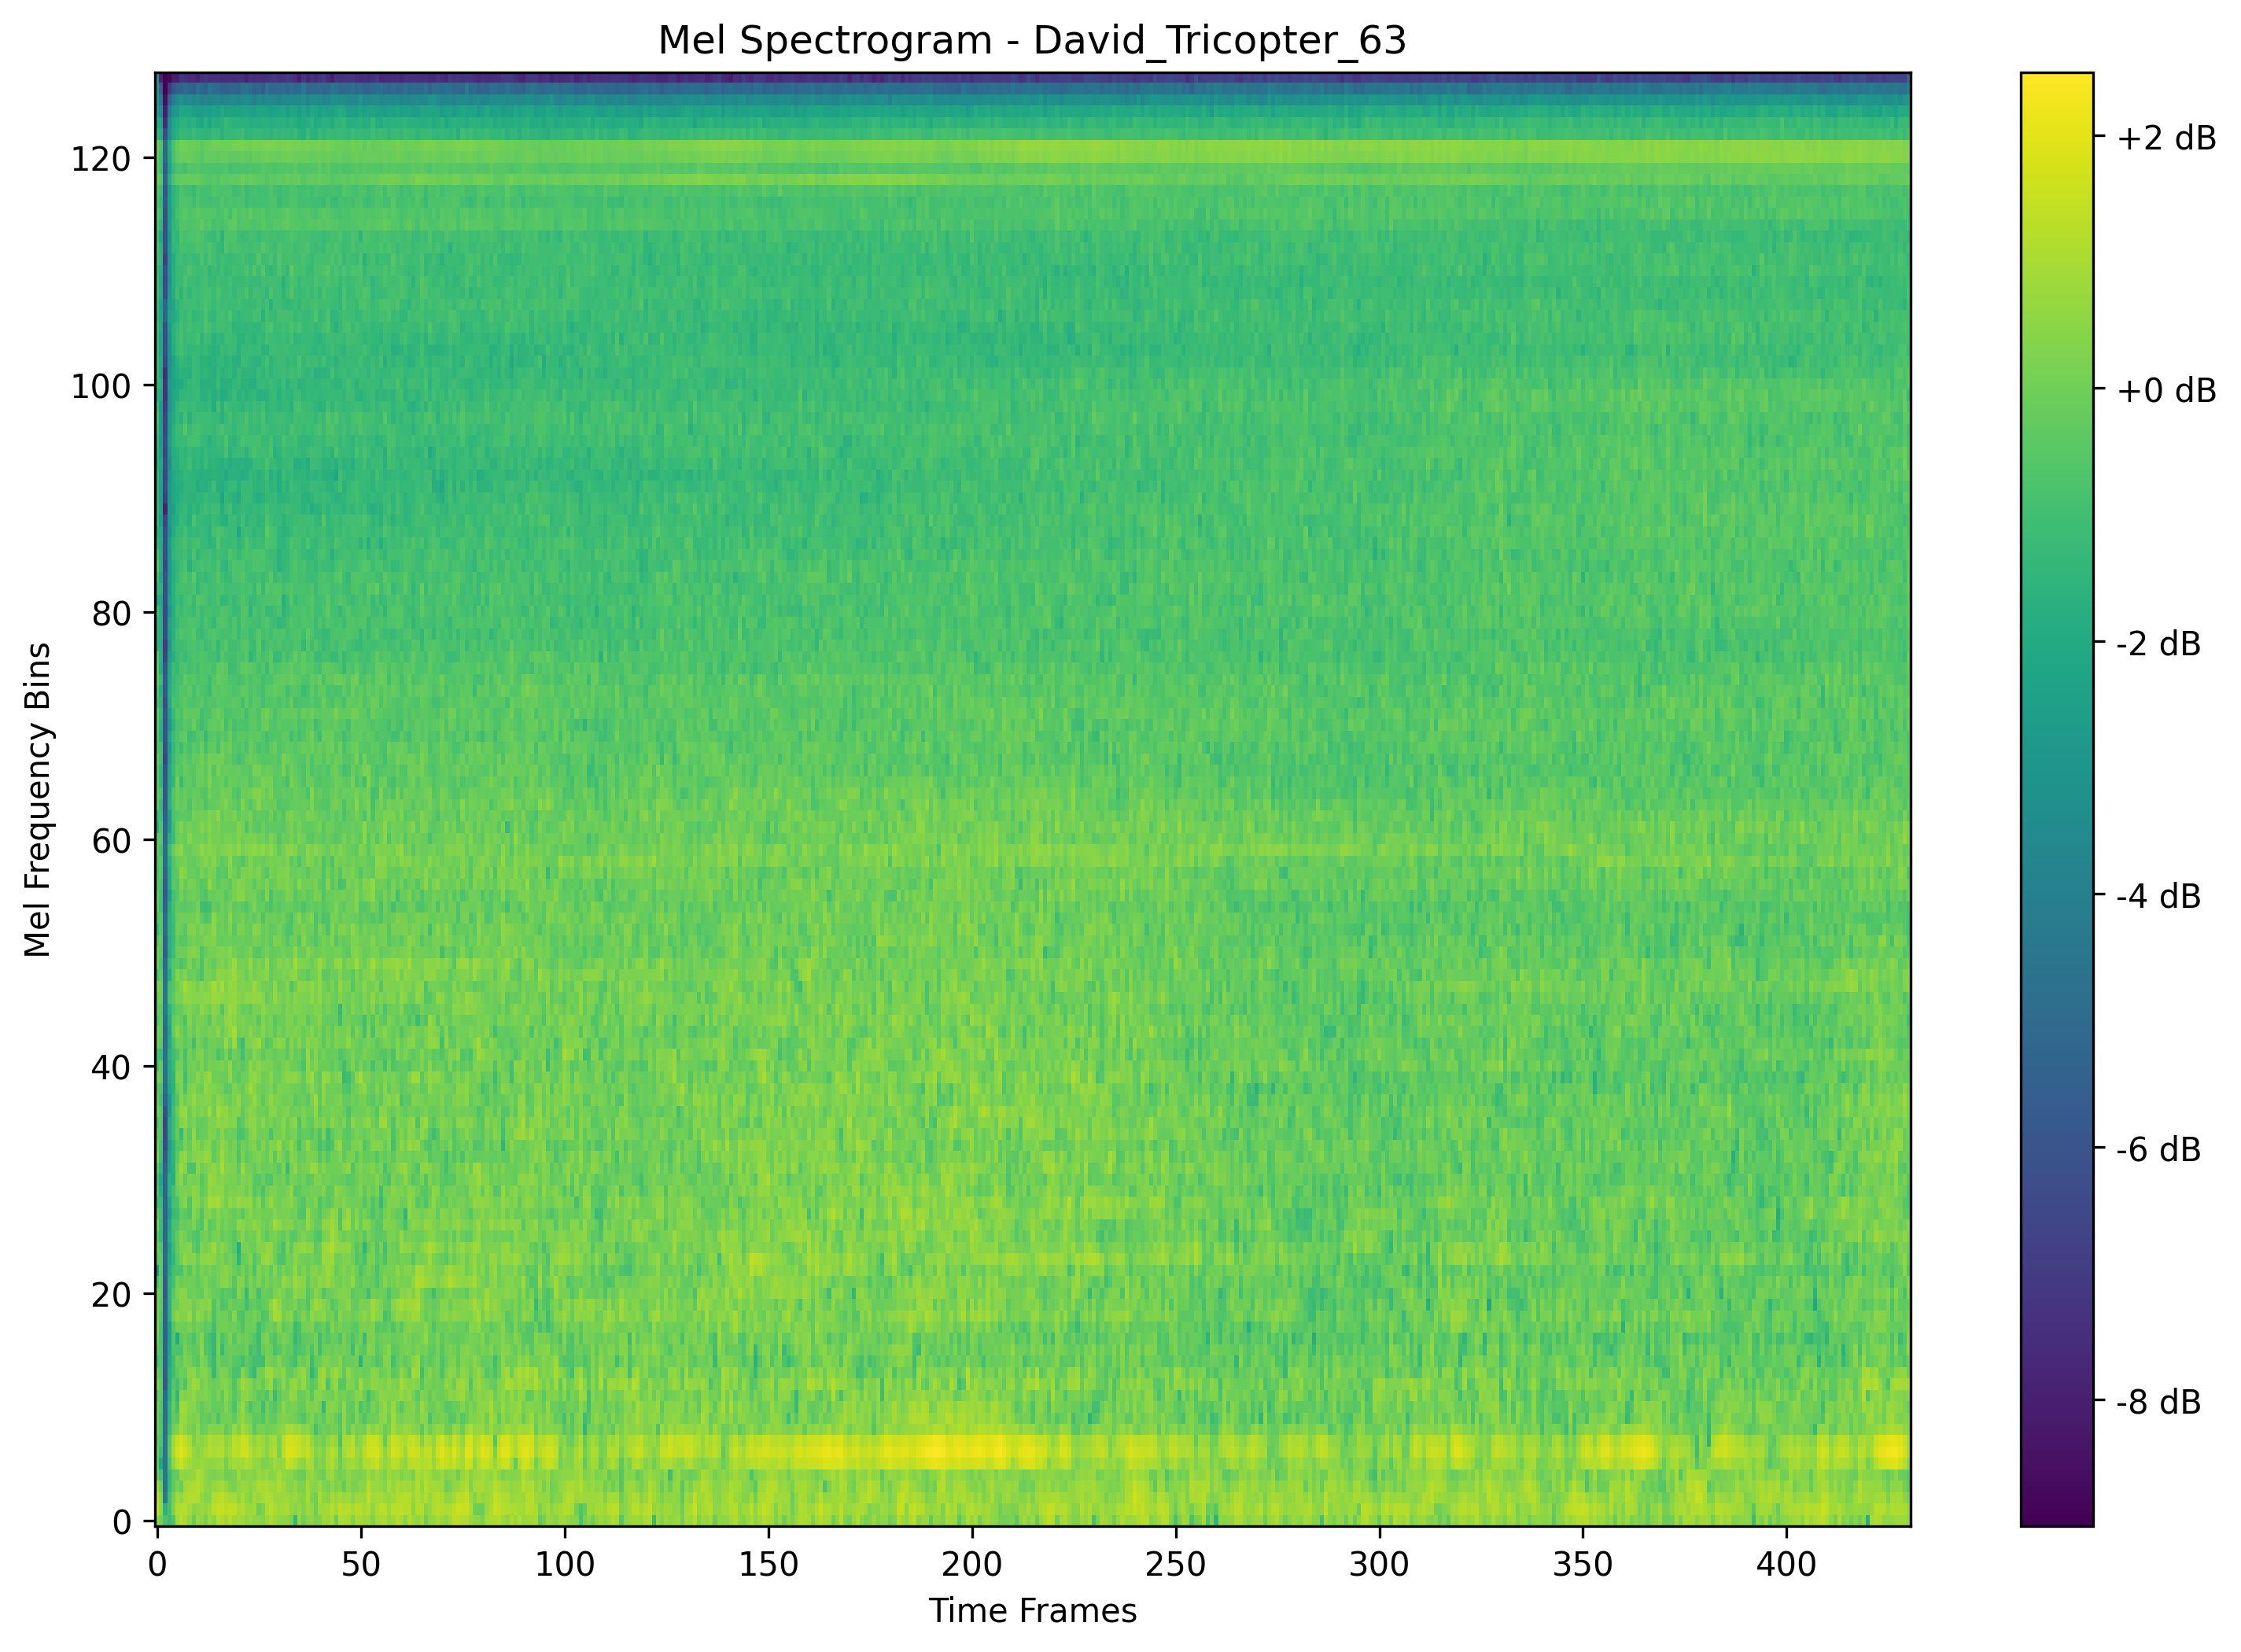 Mel Spectrogram - David_Tricopter_63
Mel Frequency Bins
120
100
80
60
40
20
0
0 50 100 150 200 250 300 350 400
Time Frames
+2 dB
+0 dB
-2 dB
-4 dB
-6 dB
-8 dB